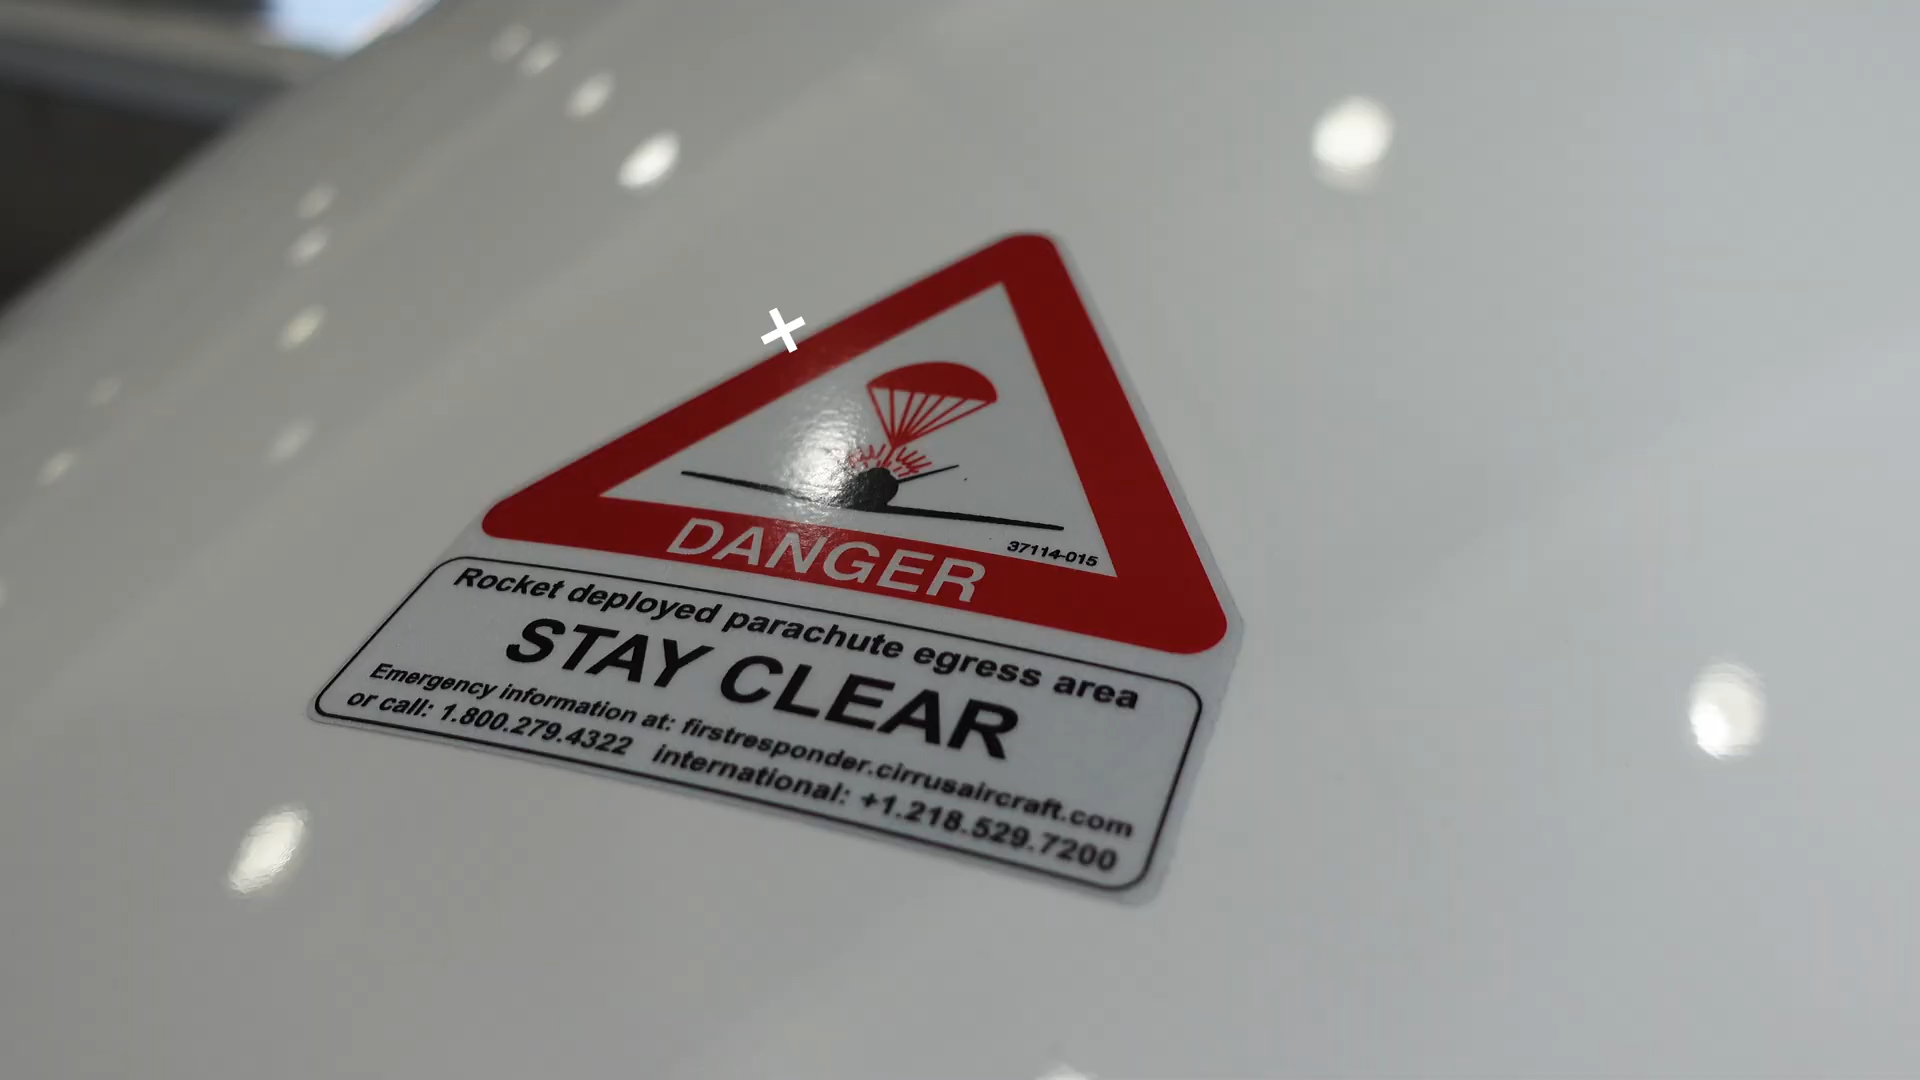 37114-015
DANGER
Rocket deployed parachute egress area
STAY CLEAR
Emergency information at: firstresponder.cirrusaircraft.com
or call: 1.800.279.4322 international: +1.218.529.7200